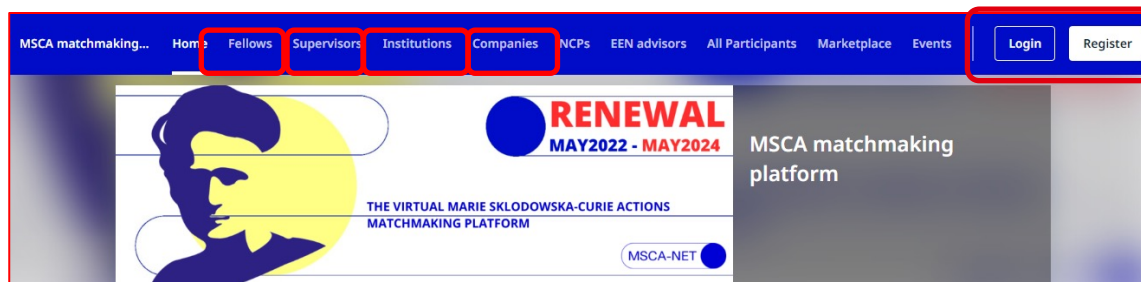 MSCA matchmaking... Home Fellows Supervisors Institutions Companies NCPs EEN advisors All Participants Marketplace Events Login Register
RENEWAL
MAY2022 - MAY2024
MSCA matchmaking
platform
THE VIRTUAL MARIE SKLODOWSKA-CURIE ACTIONS
MATCHMAKING PLATFORM
MSCA-NET